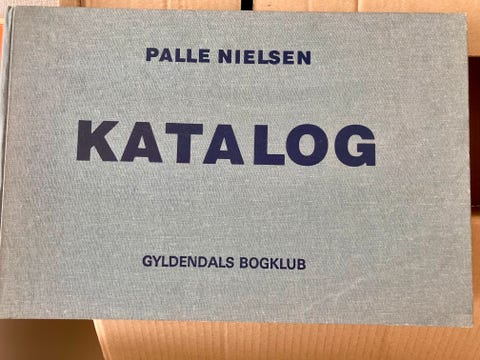 PALLE NIELSEN
KATALOG
GYLDENDALS BOGKLUB